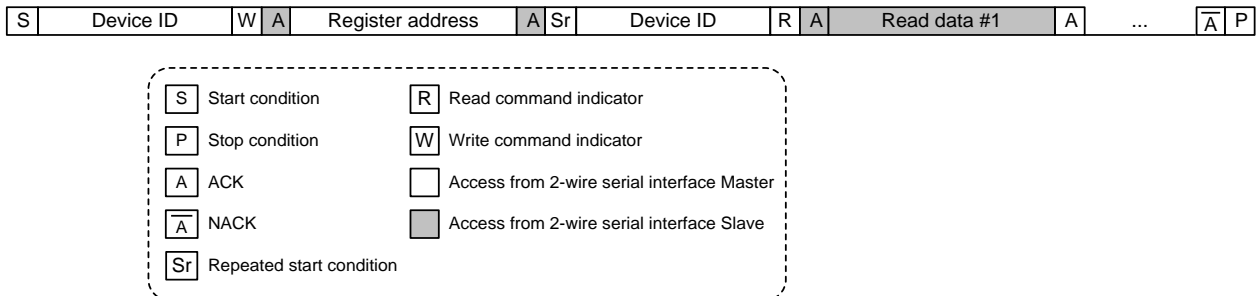 S Device ID W A Register address A Sr Device ID R A Read data #1 A ... A̅ P
S Start condition R Read command indicator
P Stop condition W Write command indicator
A ACK Access from 2-wire serial interface Master
A̅ NACK Access from 2-wire serial interface Slave
Sr Repeated start condition